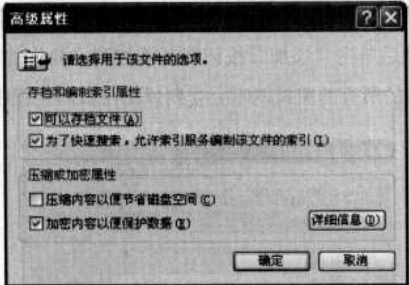 高级属性
请选择用于该文件的选项。
存档和编制索引属性
可以存档文件(A)
为了快速搜索，允许索引服务编制该文件的索引(I)
压缩或加密属性
压缩内容以便节省磁盘空间(C)
加密内容以便保护数据(E)
详细信息(D)
确定
取消